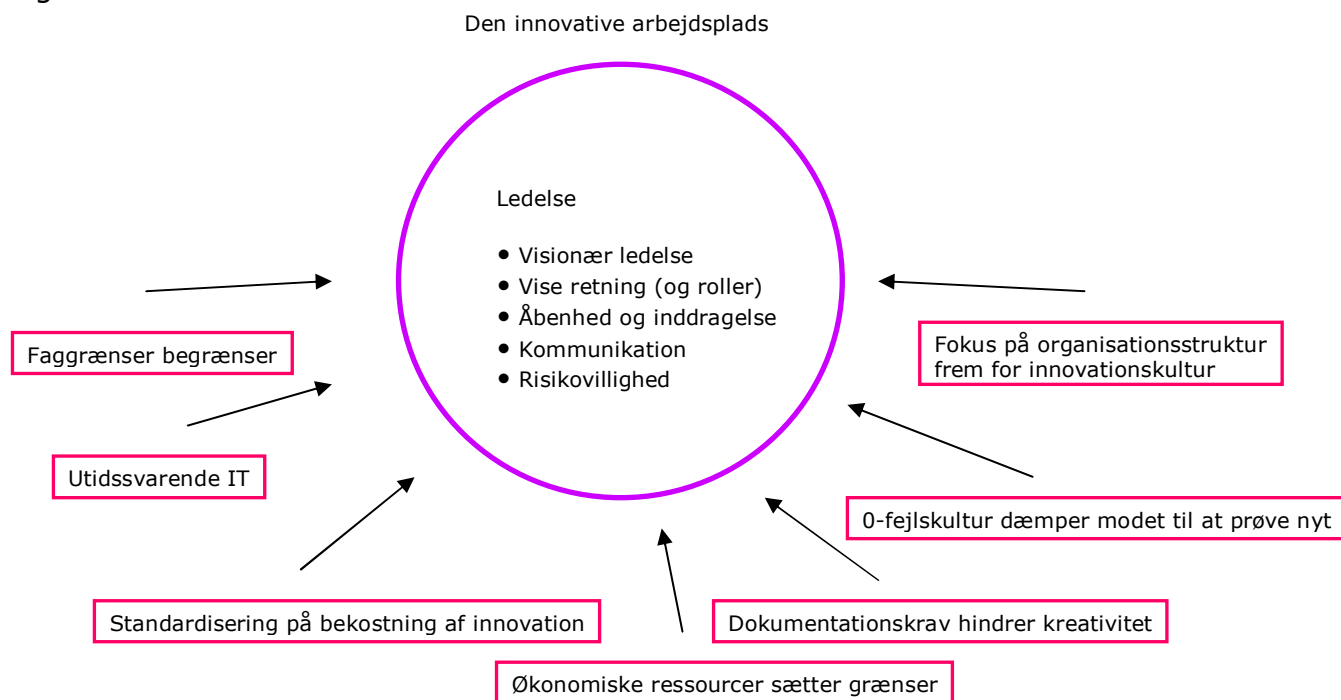 Den innovative arbejdsplads
Ledelse
• Visionær ledelse
• Vise retning (og roller)
• Åbenhed og inddragelse
• Kommunikation
• Risikovillighed
Faggrænser begrænser
Fokus på organisationsstruktur
frem for innovationskultur
Utidssvarende IT
0-fejlskultur dæmper modet til at prøve nyt
Standardisering på bekostning af innovation
Dokumentationskrav hindrer kreativitet
Økonomiske ressourcer sætter grænser